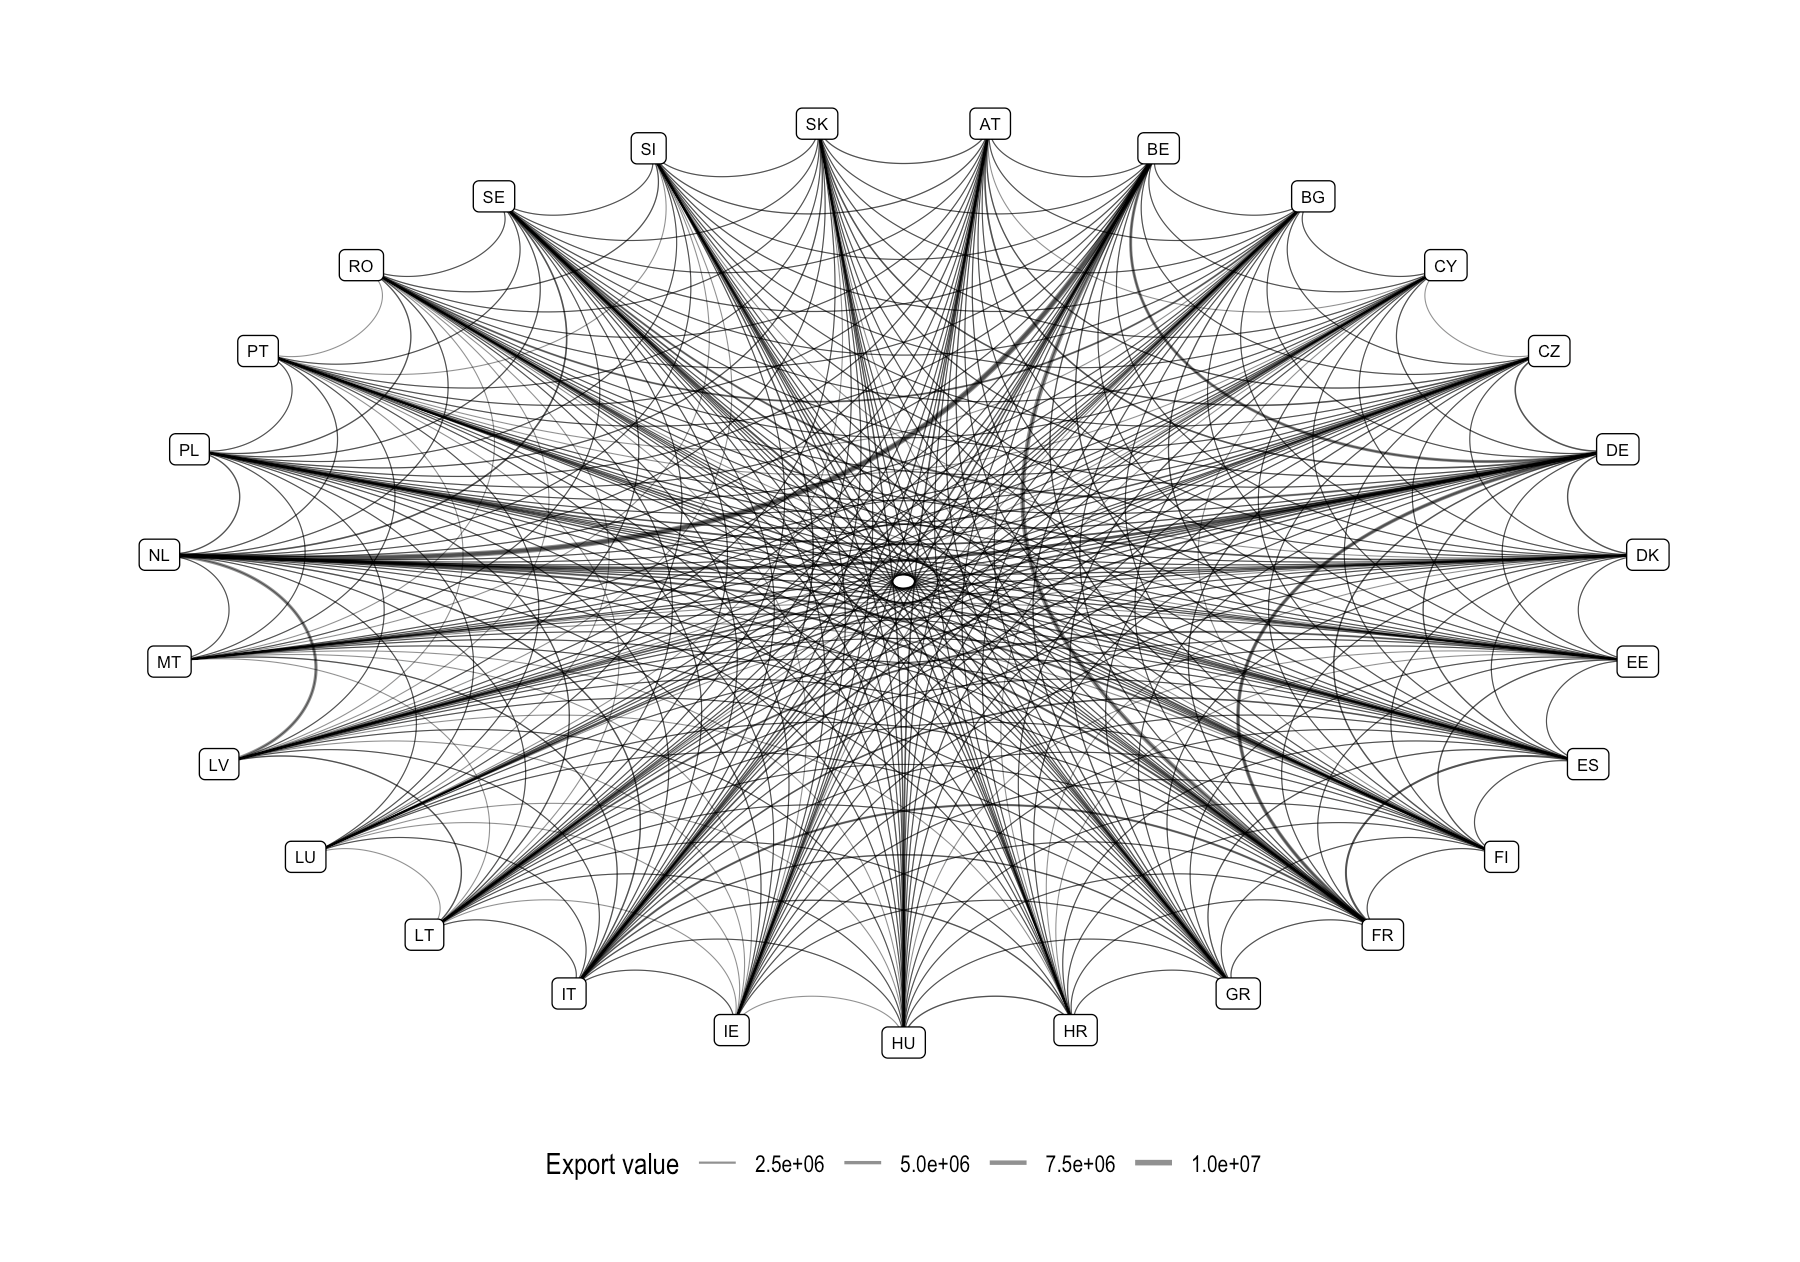 SK
AT
SI
BE
SE
BG
RO
CY
PT
CZ
PL
DE
NL
DK
MT
EE
LV
ES
LU
FI
LT
FR
IT
GR
IE
HR
HU
Export value 2.5e+06 5.0e+06 7.5e+06 1.0e+07